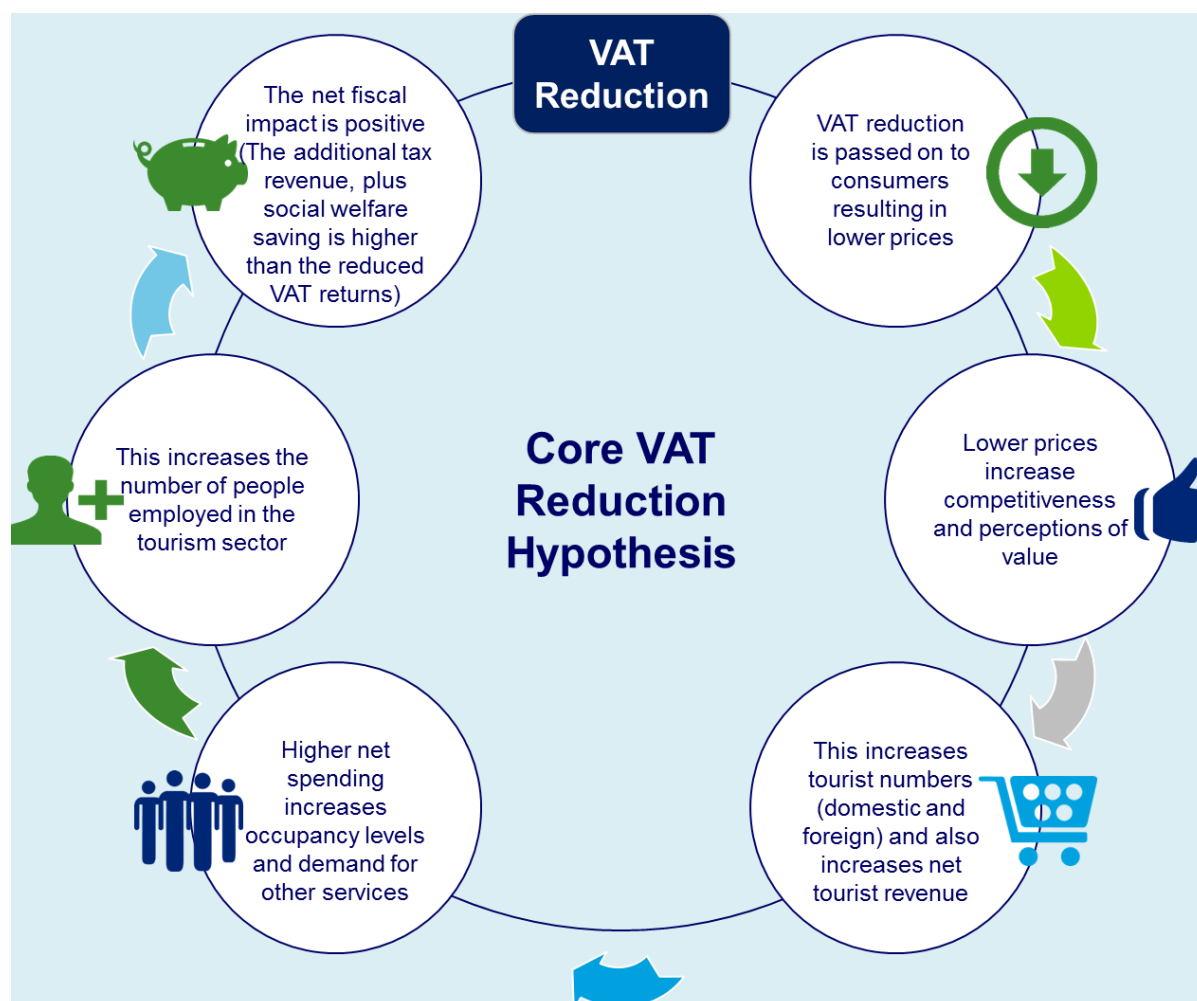 VAT
Reduction
VAT reduction
is passed on to
consumers
resulting in
lower prices
Lower prices
increase
competitiveness
and perceptions of
value
This increases
tourist numbers
(domestic and
foreign) and also
increases net
tourist revenue
Higher net
spending
increases
occupancy levels
and demand for
other services
This increases the
number of people
employed in the
tourism sector
The net fiscal
impact is positive
(The additional tax
revenue, plus
social welfare
saving is higher
than the reduced
VAT returns)
Core VAT
Reduction
Hypothesis